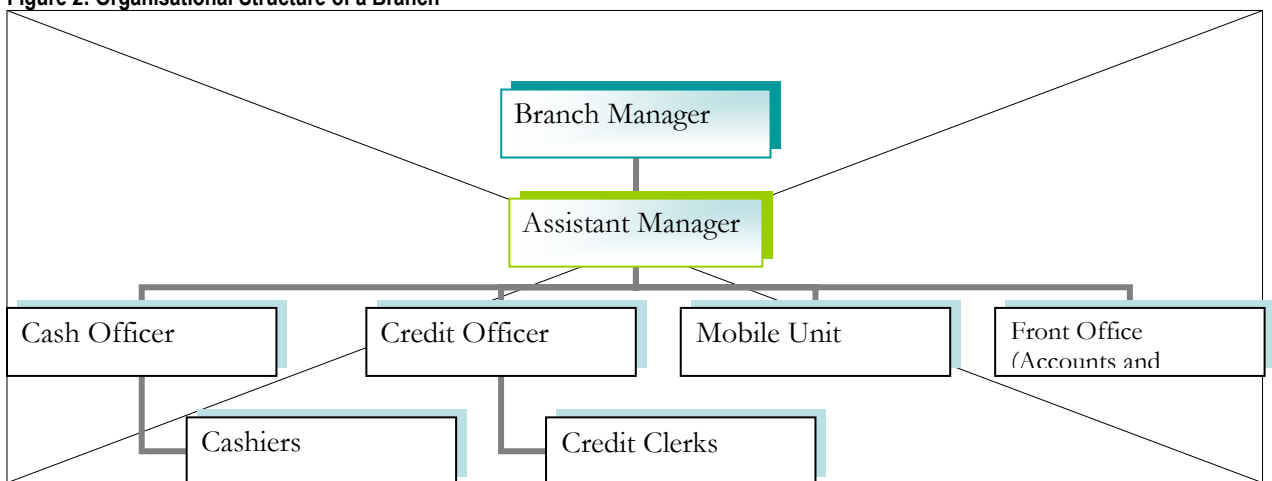 Figure 2: Organisational Structure of a Branch
Branch Manager
Assistant Manager
Cash Officer
Credit Officer
Mobile Unit
Front Office
(Accounts and
Cashiers
Credit Clerks